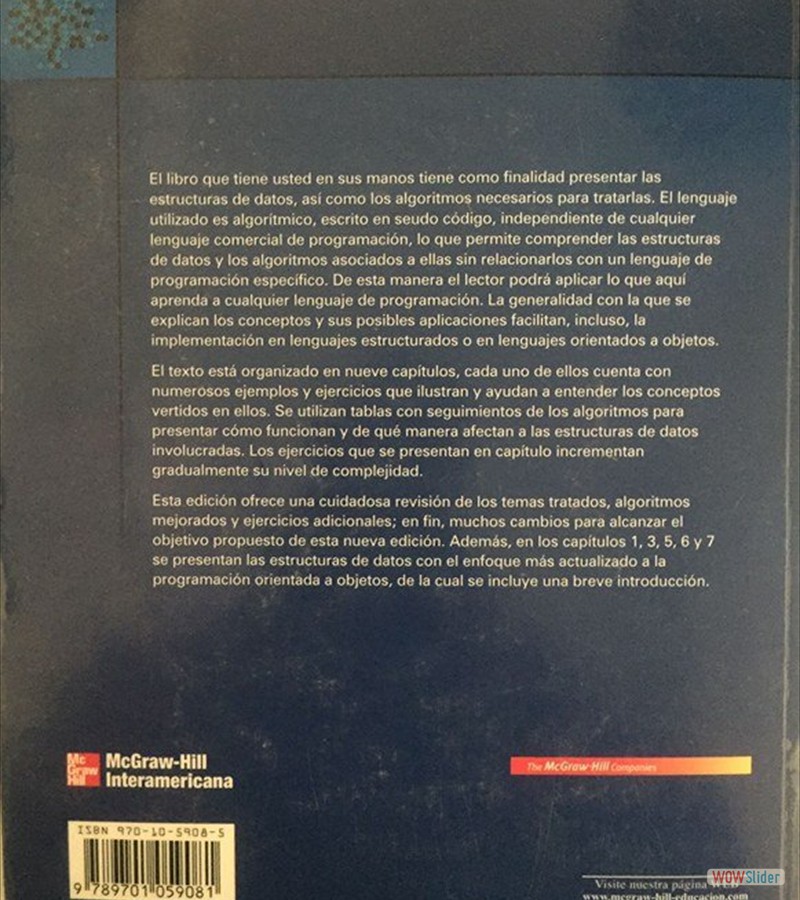 El libro que tiene usted en sus manos tiene como finalidad presentar las
estructuras de datos, así como los algoritmos necesarios para tratarlas. El lenguaje
utilizado es algorítmico, escrito en seudo código, independiente de cualquier
lenguaje comercial de programación, lo que permite comprender las estructuras
de datos y los algoritmos asociados a ellas sin relacionarlos con un lenguaje de
programación específico. De esta manera el lector podrá aplicar lo que aquí
aprenda a cualquier lenguaje de programación. La generalidad con la que se
explican los conceptos y sus posibles aplicaciones facilitan, incluso, la
implementación en lenguajes estructurados o en lenguajes orientados a objetos.
El texto está organizado en nueve capítulos, cada uno de ellos cuenta con
numerosos ejemplos y ejercicios que ilustran y ayudan a entender los conceptos
vertidos en ellos. Se utilizan tablas con seguimientos de los algoritmos para
presentar cómo funcionan y de qué manera afectan a las estructuras de datos
involucradas. Los ejercicios que se presentan en capítulo incrementan
gradualmente su nivel de complejidad.
Esta edición ofrece una cuidadosa revisión de los temas tratados, algoritmos
mejorados y ejercicios adicionales; en fin, muchos cambios para alcanzar el
objetivo propuesto de esta nueva edición. Además, en los capítulos 1, 3, 5, 6 y 7
se presentan las estructuras de datos con el enfoque más actualizado a la
programación orientada a objetos, de la cual se incluye una breve introducción.
Mc
Graw
Hill
McGraw-Hill
Interamericana
The McGraw-Hill Companies
ISBN 970-10-5908-5
9 789701 059081
Visite nuestra página WEB
www.mcgraw-hill-educacion.com
WOWSlider